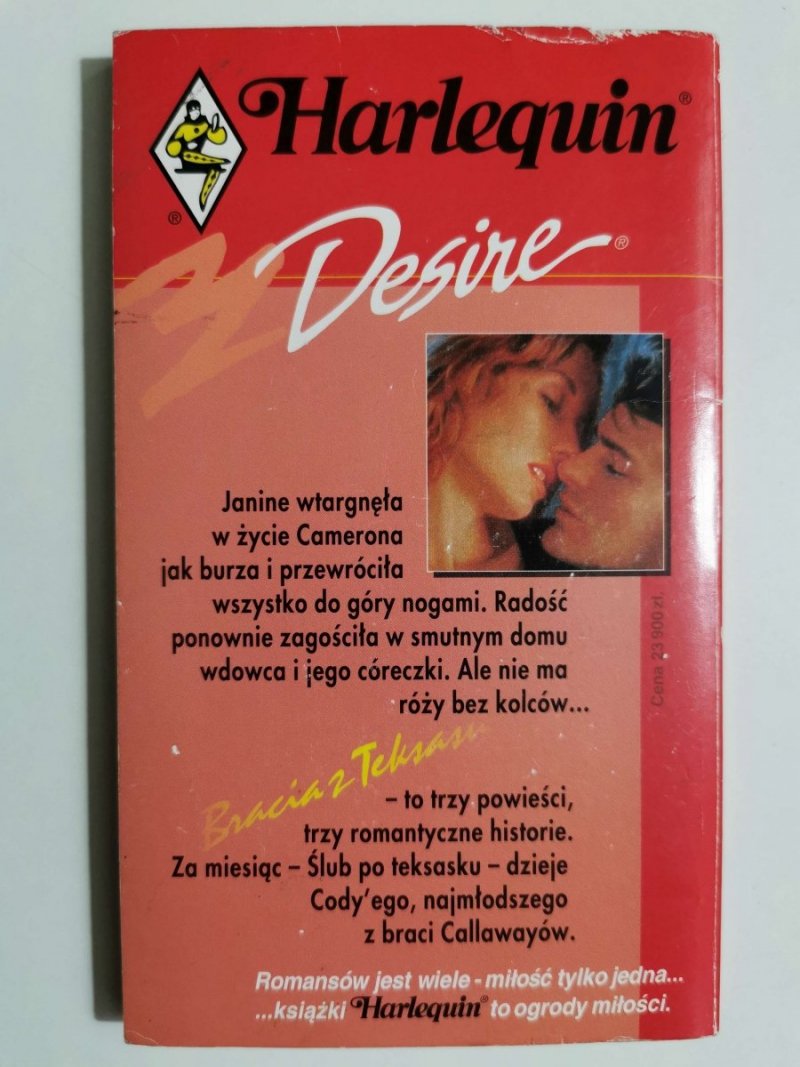 Harlequin®
®
Desire®
Janine wtargnęła
w życie Camerona
jak burza i przewróciła
wszystko do góry nogami. Radość
ponownie zagościła w smutnym domu
wdowca i jego córeczki. Ale nie ma
róży bez kolców...
Cena 23 900 zł.
Bracia z Teksasu
– to trzy powieści,
trzy romantyczne historie.
Za miesiąc – Ślub po teksasku – dzieje
Cody’ego, najmłodszego
z braci Callawayów.
Romansów jest wiele - miłość tylko jedna...
...książki Harlequin® to ogrody miłości.